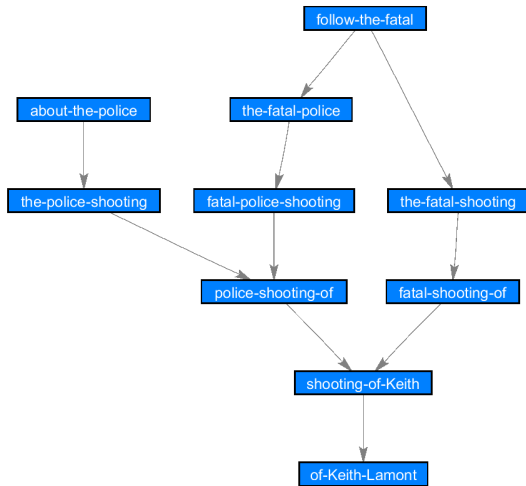 follow-the-fatal
about-the-police
the-fatal-police
the-police-shooting
fatal-police-shooting
the-fatal-shooting
police-shooting-of
fatal-shooting-of
shooting-of-Keith
of-Keith-Lamont